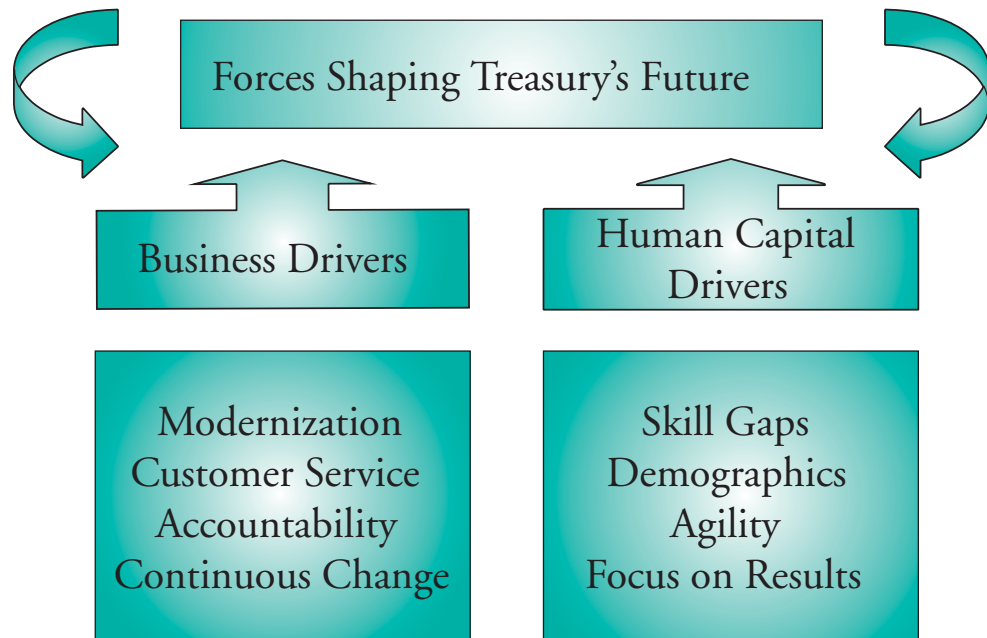 Forces Shaping Treasury’s Future
Business Drivers
Human Capital
Drivers
Modernization
Customer Service
Accountability
Continuous Change
Skill Gaps
Demographics
Agility
Focus on Results